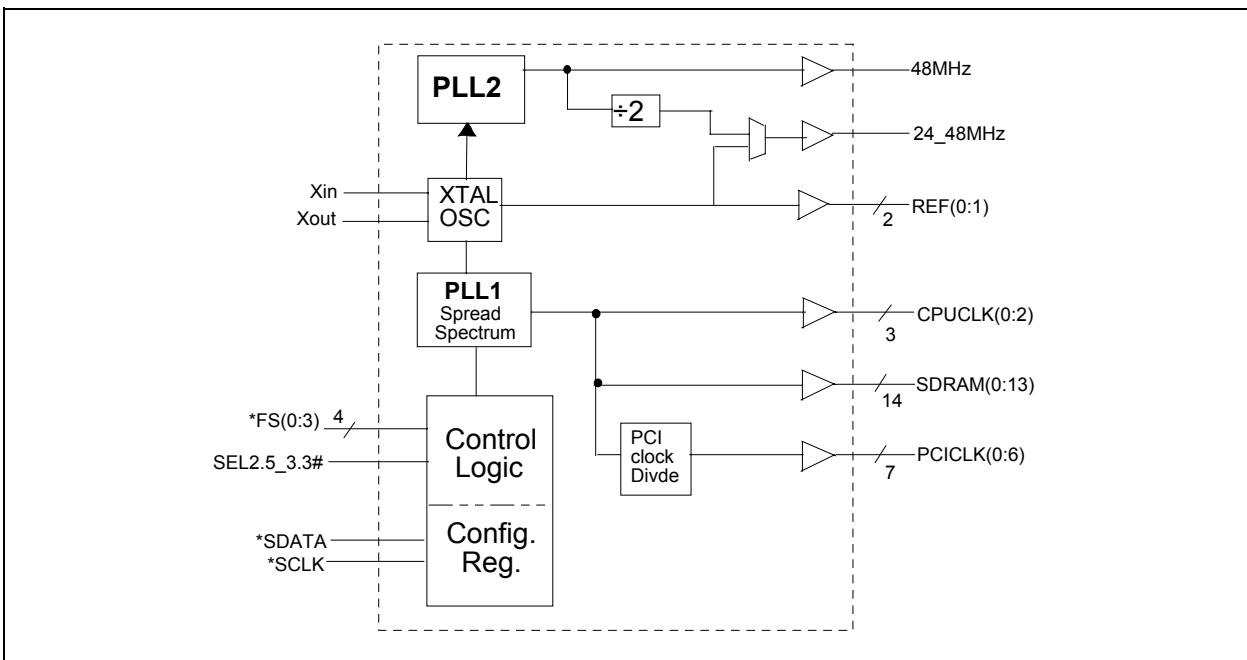 PLL2
48MHz
÷2
24_48MHz
Xin
Xout
XTAL
OSC
2
REF(0:1)
PLL1
Spread
Spectrum
3
CPUCLK(0:2)
14
SDRAM(0:13)
*FS(0:3)
4
SEL2.5_3.3#
Control
Logic
PCI
clock
Divde
7
PCICLK(0:6)
*SDATA
*SCLK
Config.
Reg.